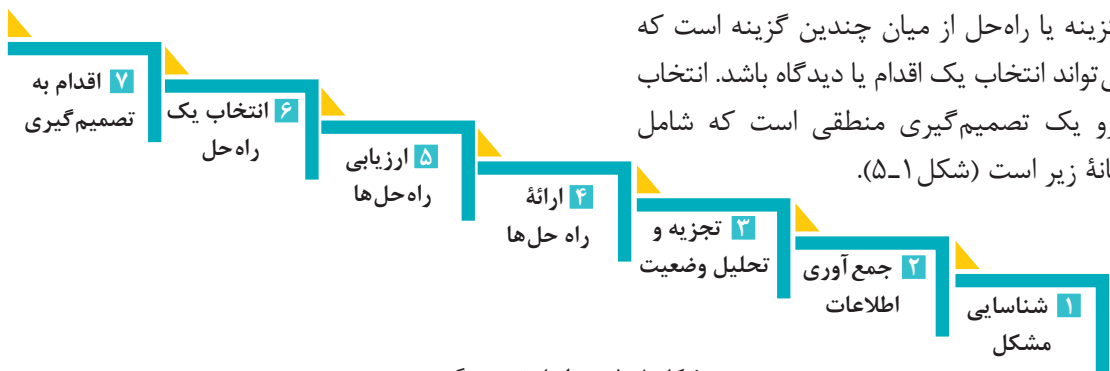 گزینه یا راه‌حل از میان چندین گزینه است که
تواند انتخاب یک اقدام یا دیدگاه باشد. انتخاب
یک تصمیم‌گیری منطقی است که شامل
زیر است (شکل ۱ـ۵).
۱ شناسایی
مشکل
۲ جمع‌آوری
اطلاعات
۳ تجزیه و
تحلیل وضعیت
۴ ارائهٔ
راه حل‌ها
۵ ارزیابی
راه‌حل‌ها
۶ انتخاب یک
راه‌حل
۷ اقدام به
تصمیم‌گیری